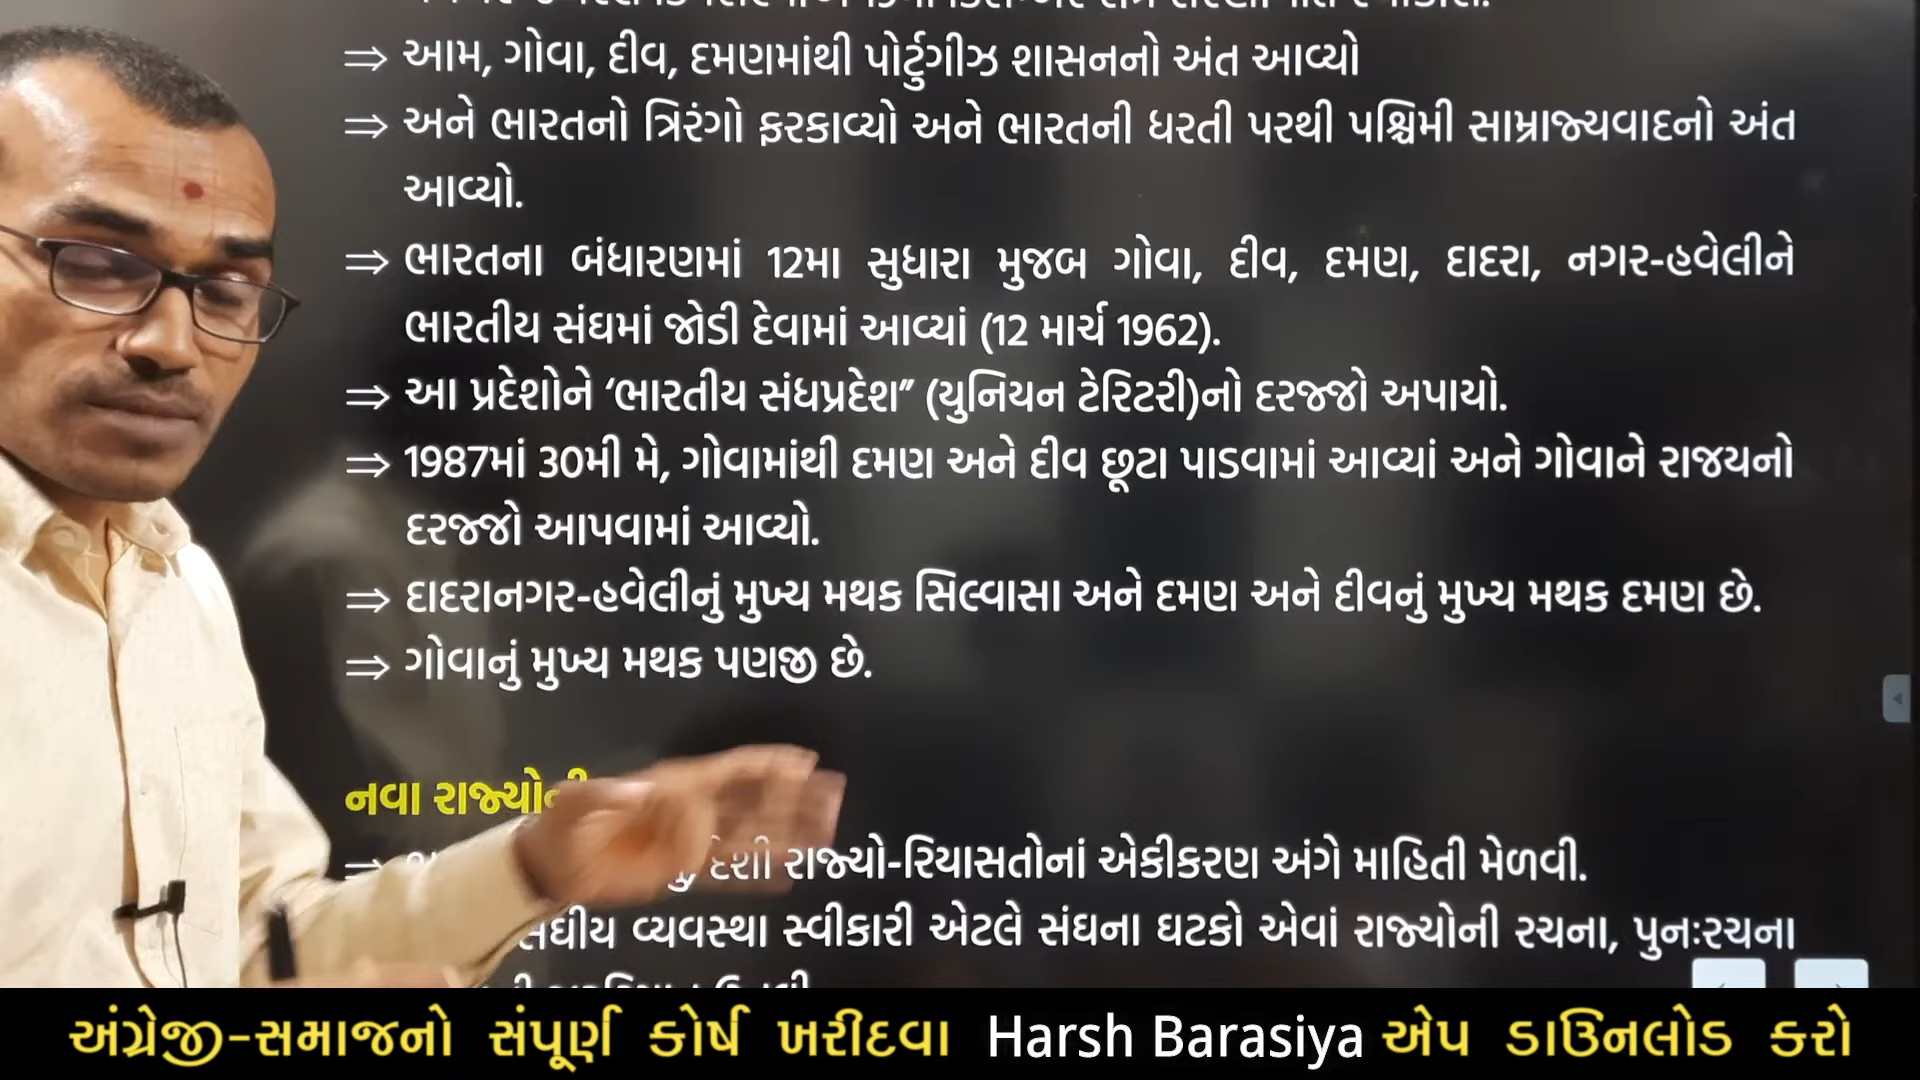 ⇒ આમ, ગોવા, દીવ, દમણમાંથી પોર્ટુગીઝ શાસનનો અંત આવ્યો
⇒ અને ભારતનો ત્રિરંગો ફરકાવ્યો અને ભારતની ધરતી પરથી પશ્ચિમી સામ્રાજ્યવાદનો અંત
આવ્યો.
⇒ ભારતના બંધારણમાં 12મા સુધારા મુજબ ગોવા, દીવ, દમણ, દાદરા, નગર-હવેલીને
ભારતીય સંઘમાં જોડી દેવામાં આવ્યાં (12 માર્ચ 1962).
⇒ આ પ્રદેશોને ‘ભારતીય સંધપ્રદેશ” (યુનિયન ટેરિટરી)નો દરજ્જો અપાયો.
⇒ 1987માં 30મી મે, ગોવામાંથી દમણ અને દીવ છૂટા પાડવામાં આવ્યાં અને ગોવાને રાજયનો
દરજ્જો આપવામાં આવ્યો.
⇒ દાદરાનગર-હવેલીનું મુખ્ય મથક સિલ્વાસા અને દમણ અને દીવનું મુખ્ય મથક દમણ છે.
⇒ ગોવાનું મુખ્ય મથક પણજી છે.
નવા
⇒ દેશી રાજ્યો-રિયાસતોનાં એકીકરણ અંગે માહિતી મેળવી.
સંઘીય વ્યવસ્થા સ્વીકારી એટલે સંઘના ઘટકો એવાં રાજ્યોની રચના, પુનઃરચના
અંગ્રેજી-સમાજનો સંપૂર્ણ કોર્ષ ખરીદવા Harsh Barasiya એપ ડાઉનલોડ કરો